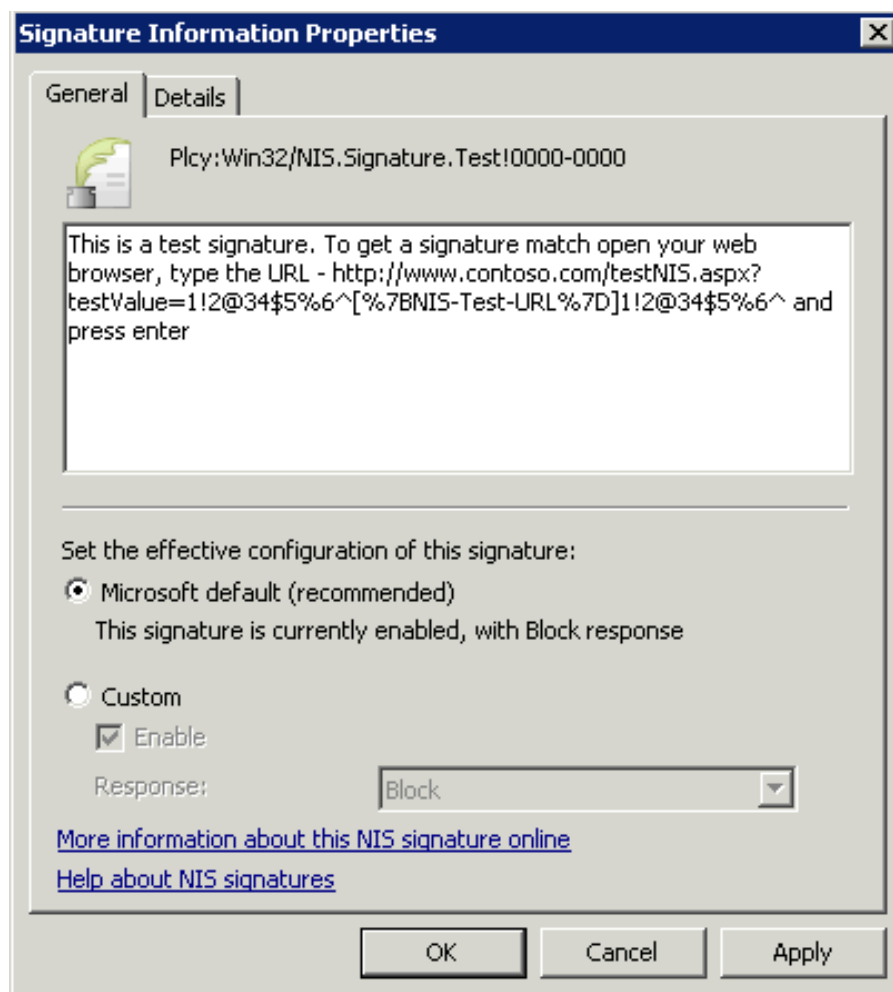 Signature Information Properties
General
Details
Plcy:Win32/NIS.Signature.Test!0000-0000
This is a test signature. To get a signature match open your web
browser, type the URL - http://www.contoso.com/testNIS.aspx?
testValue=1!2@34$5%6^[%7BNIS-Test-URL%7D]1!2@34$5%6^ and
press enter
Set the effective configuration of this signature:
Microsoft default (recommended)
This signature is currently enabled, with Block response
Custom
Enable
Response:
Block
More information about this NIS signature online
Help about NIS signatures
OK
Cancel
Apply